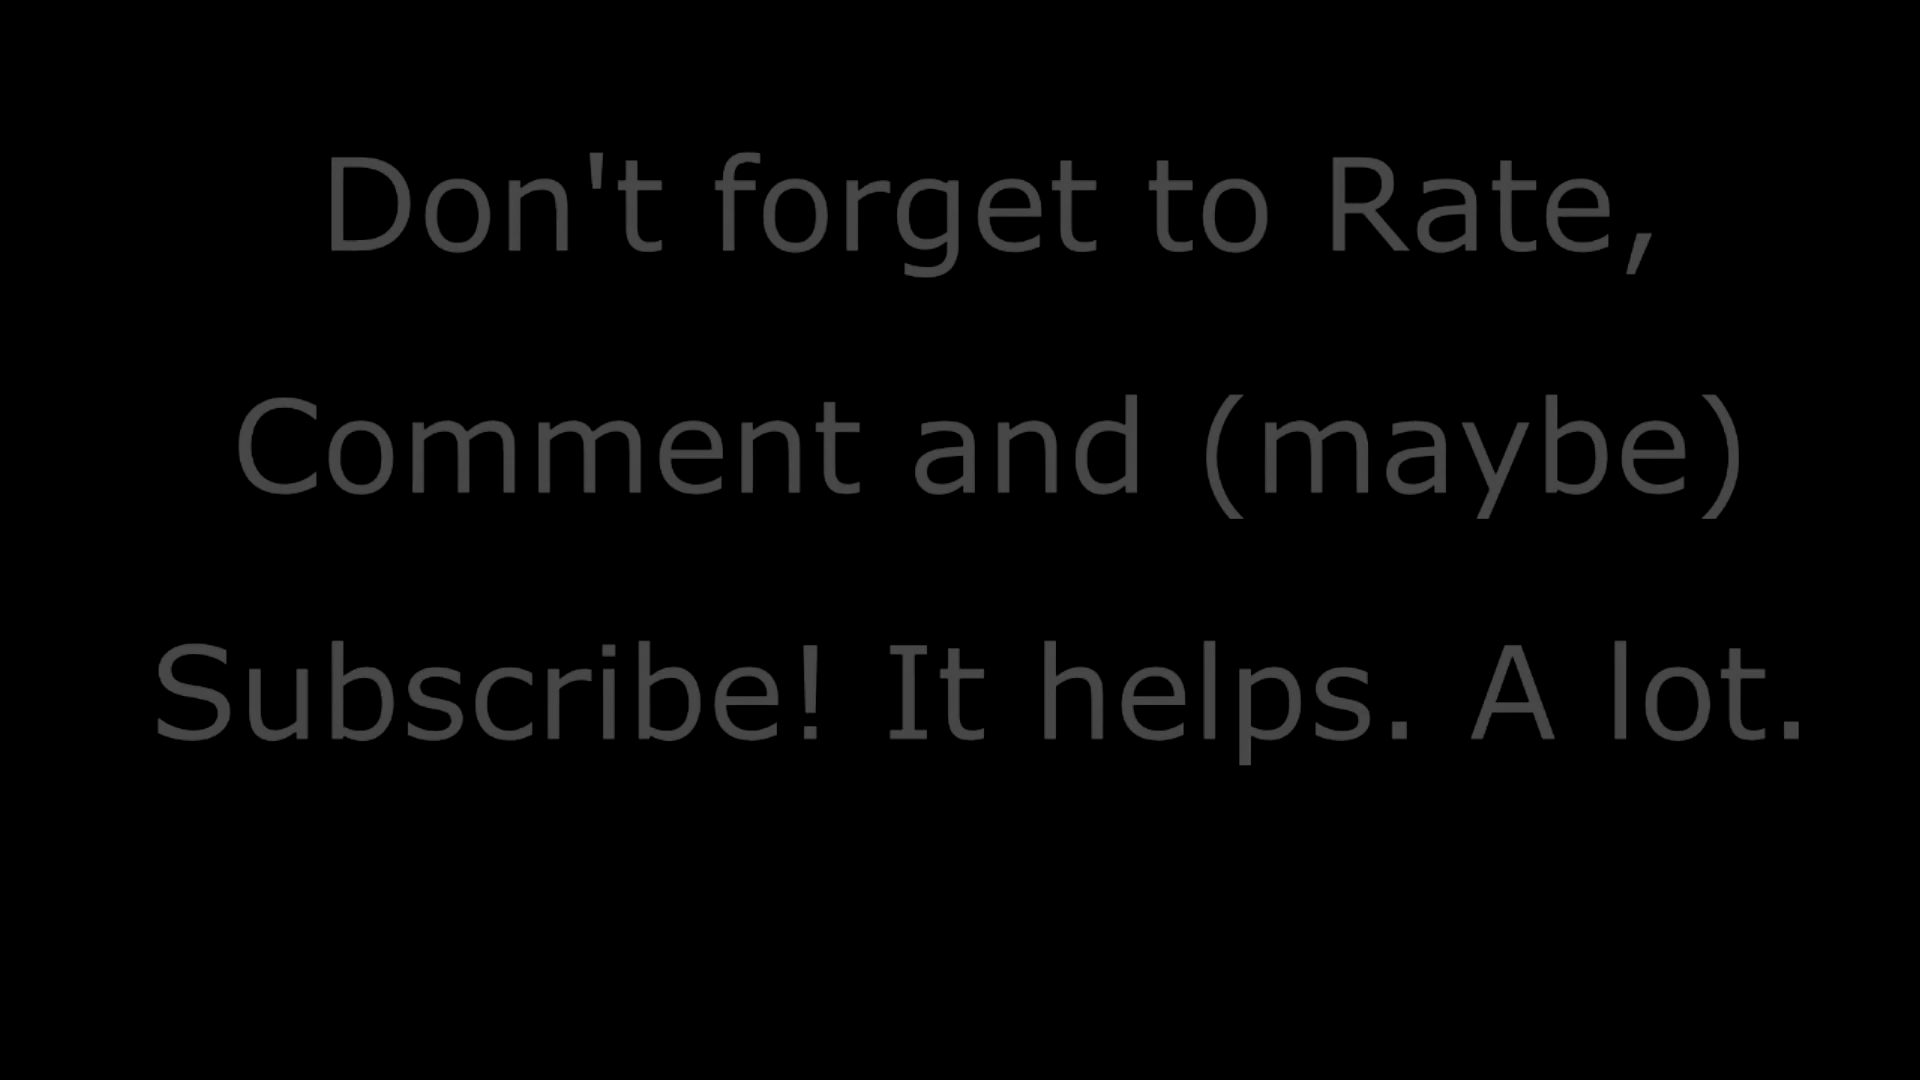 Don't forget to Rate,
Comment and (maybe)
Subscribe! It helps. A lot.